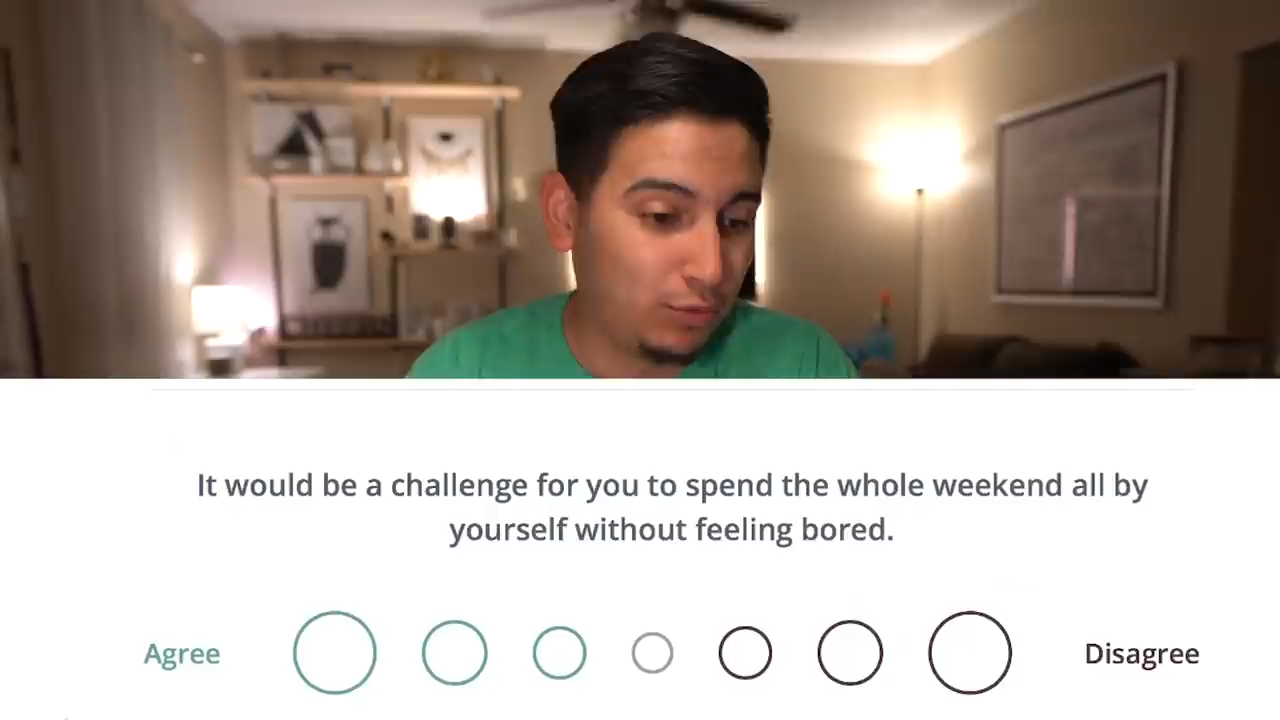 It would be a challenge for you to spend the whole weekend all by
yourself without feeling bored.
Agree
Disagree